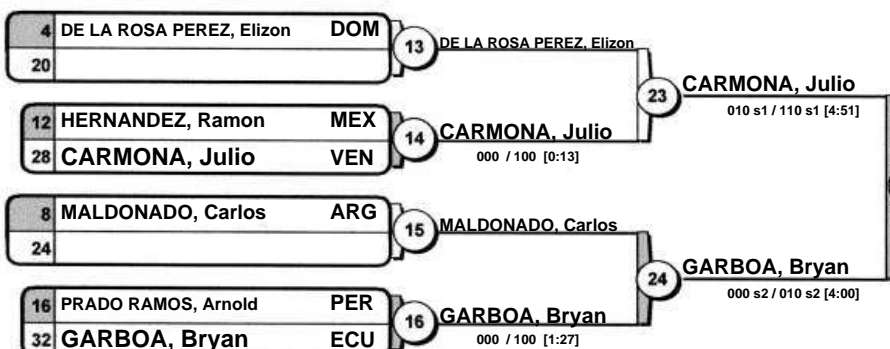 4 DE LA ROSA PEREZ, Elizon DOM
20
13 DE LA ROSA PEREZ, Elizon
12 HERNANDEZ, Ramon MEX
28 CARMONA, Julio VEN
14 CARMONA, Julio
000 / 100 [0:13]
23 CARMONA, Julio
010 s1 / 110 s1 [4:51]
8 MALDONADO, Carlos ARG
24
15 MALDONADO, Carlos
16 PRADO RAMOS, Arnold PER
32 GARBOA, Bryan ECU
16 GARBOA, Bryan
000 / 100 [1:27]
24 GARBOA, Bryan
000 s2 / 010 s2 [4:00]